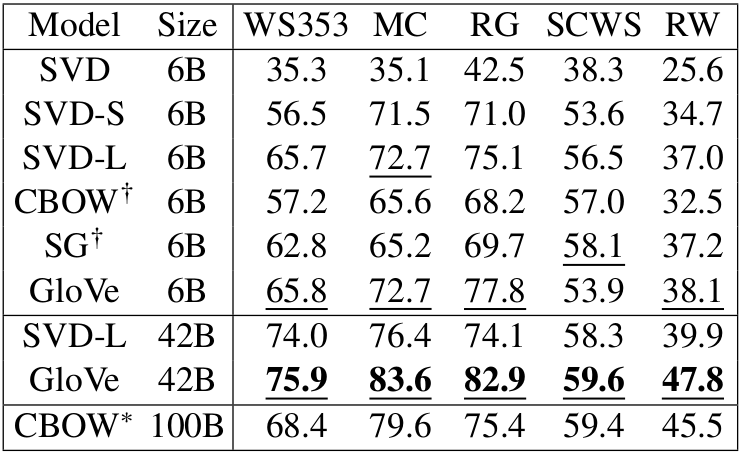 Model Size WS353 MC RG SCWS RW
SVD 6B 35.3 35.1 42.5 38.3 25.6
SVD-S 6B 56.5 71.5 71.0 53.6 34.7
SVD-L 6B 65.7 72.7 75.1 56.5 37.0
CBOW† 6B 57.2 65.6 68.2 57.0 32.5
SG† 6B 62.8 65.2 69.7 58.1 37.2
GloVe 6B 65.8 72.7 77.8 53.9 38.1
SVD-L 42B 74.0 76.4 74.1 58.3 39.9
GloVe 42B 75.9 83.6 82.9 59.6 47.8
CBOW* 100B 68.4 79.6 75.4 59.4 45.5